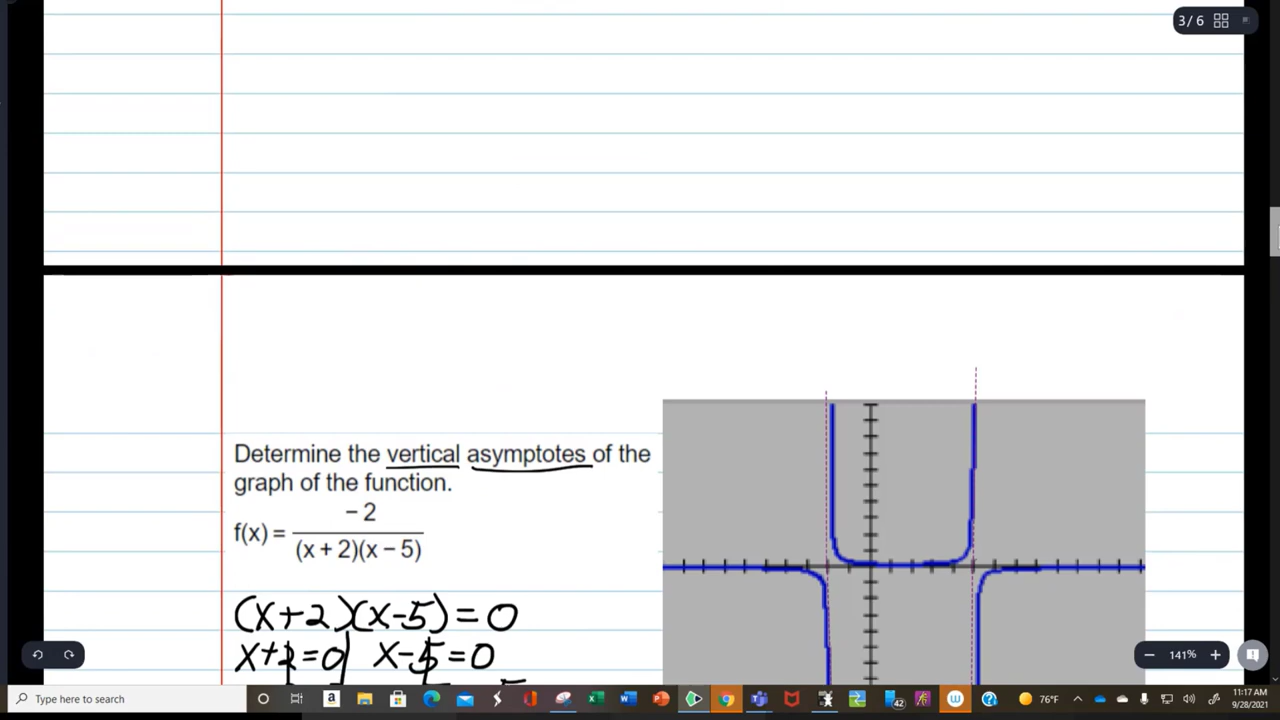 3/6
Determine the vertical asymptotes of the
graph of the function.
f(x) = -2 / (x + 2)(x - 5)
(x+2)(x-5)=0
x+2=0 x-5=0
141%
Type here to search
42
76°F
11:17 AM
9/28/2021